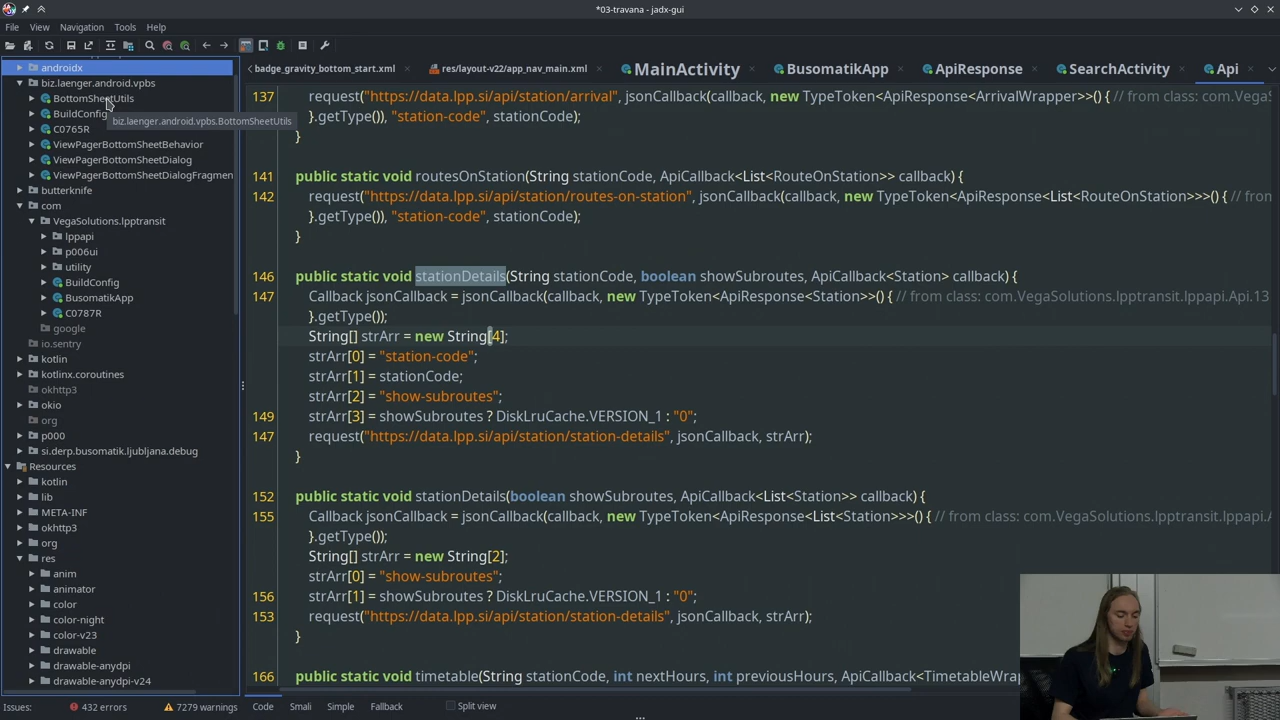 *03-travana - jadx-gui
File View Navigation Tools Help
androidx
biz.laenger.android.vpbs
BottomSheetUtils
BuildConfig
biz.laenger.android.vpbs.BottomSheetUtils
C0765R
ViewPagerBottomSheetBehavior
ViewPagerBottomSheetDialog
ViewPagerBottomSheetDialogFragmen
butterknife
com
VegaSolutions.lpptransit
lppapi
p006ui
utility
BuildConfig
BusomatikApp
C0787R
google
io.sentry
kotlin
kotlinx.coroutines
okhttp3
okio
org
p000
si.derp.busomatik.ljubljana.debug
Resources
kotlin
lib
META-INF
okhttp3
org
res
anim
animator
color
color-night
color-v23
drawable
drawable-anydpi
drawable-anydpi-v24
badge_gravity_bottom_start.xml res/layout-v22/app_nav_main.xml MainActivity BusomatikApp ApiResponse SearchActivity Api
137 request("https://data.lpp.si/api/station/arrival", jsonCallback(callback, new TypeToken<ApiResponse<ArrivalWrapper>>() { // from class: com.VegaS
}.getType()), "station-code", stationCode);
}
141 public static void routesOnStation(String stationCode, ApiCallback<List<RouteOnStation>> callback) {
142 request("https://data.lpp.si/api/station/routes-on-station", jsonCallback(callback, new TypeToken<ApiResponse<List<RouteOnStation>>>() {
}.getType()), "station-code", stationCode);
}
146 public static void stationDetails(String stationCode, boolean showSubroutes, ApiCallback<Station> callback) {
147 Callback jsonCallback = jsonCallback(callback, new TypeToken<ApiResponse<Station>>() { // from class: com.VegaSolutions.lpptransit.lppapi.Api.13
}.getType());
String[] strArr = new String[4];
strArr[0] = "station-code";
strArr[1] = stationCode;
strArr[2] = "show-subroutes";
149 strArr[3] = showSubroutes ? DiskLruCache.VERSION_1 : "0";
147 request("https://data.lpp.si/api/station/station-details", jsonCallback, strArr);
}
152 public static void stationDetails(boolean showSubroutes, ApiCallback<List<Station>> callback) {
155 Callback jsonCallback = jsonCallback(callback, new TypeToken<ApiResponse<List<Station>>>() { // from class: com.VegaSolutions.lpptransit.lppapi.
}.getType());
String[] strArr = new String[2];
strArr[0] = "show-subroutes";
156 strArr[1] = showSubroutes ? DiskLruCache.VERSION_1 : "0";
153 request("https://data.lpp.si/api/station/station-details", jsonCallback, strArr);
}
166 public static void timetable(String stationCode, int nextHours, int previousHours, ApiCallback<TimetableWra
Issues: 432 errors 7279 warnings Code Smali Simple Fallback Split view